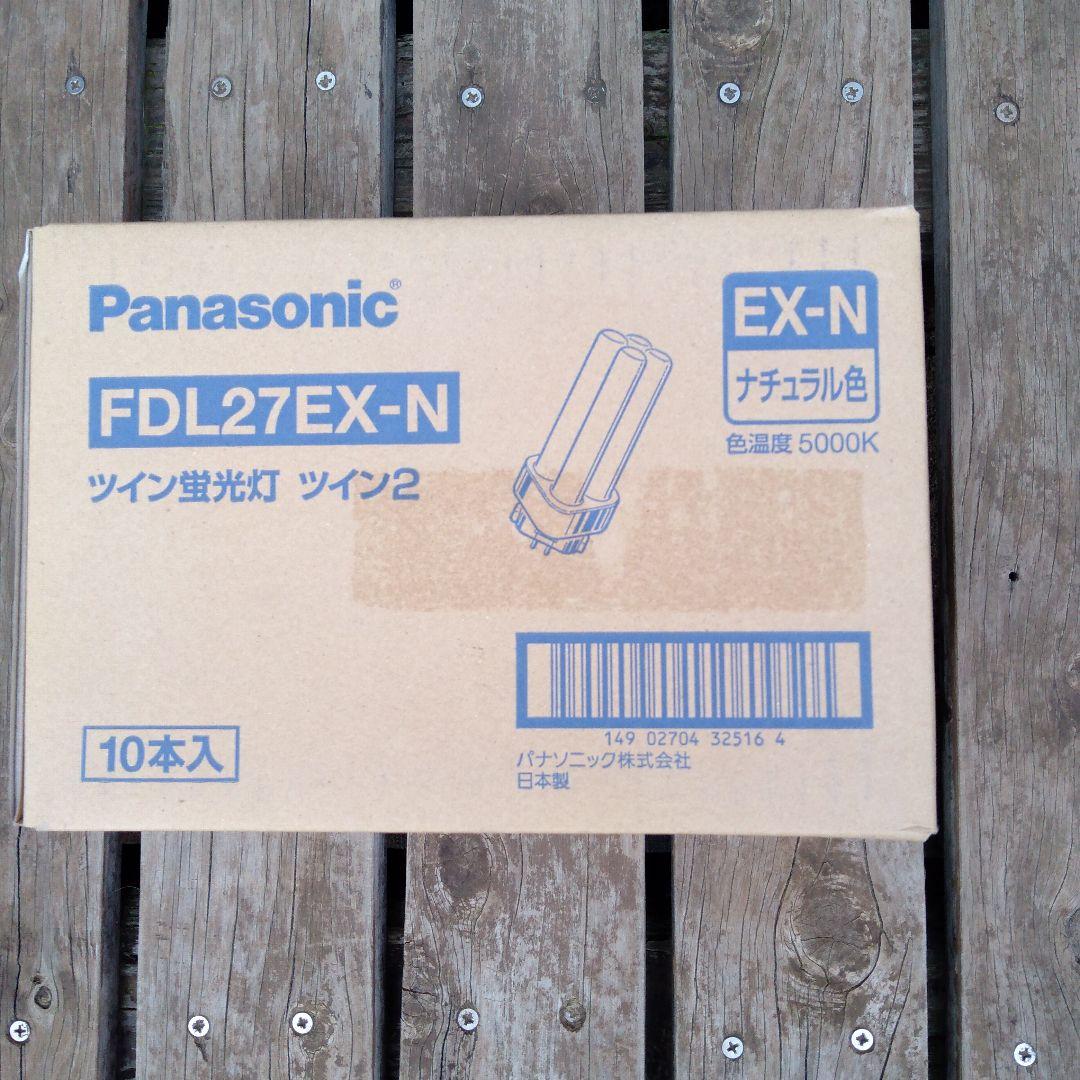 Panasonic®
FDL27EX-N
ツイン蛍光灯 ツイン2
EX-N
ナチュラル色
色温度 5000K
149 02704 32516 4
パナソニック株式会社
日本製
10本入